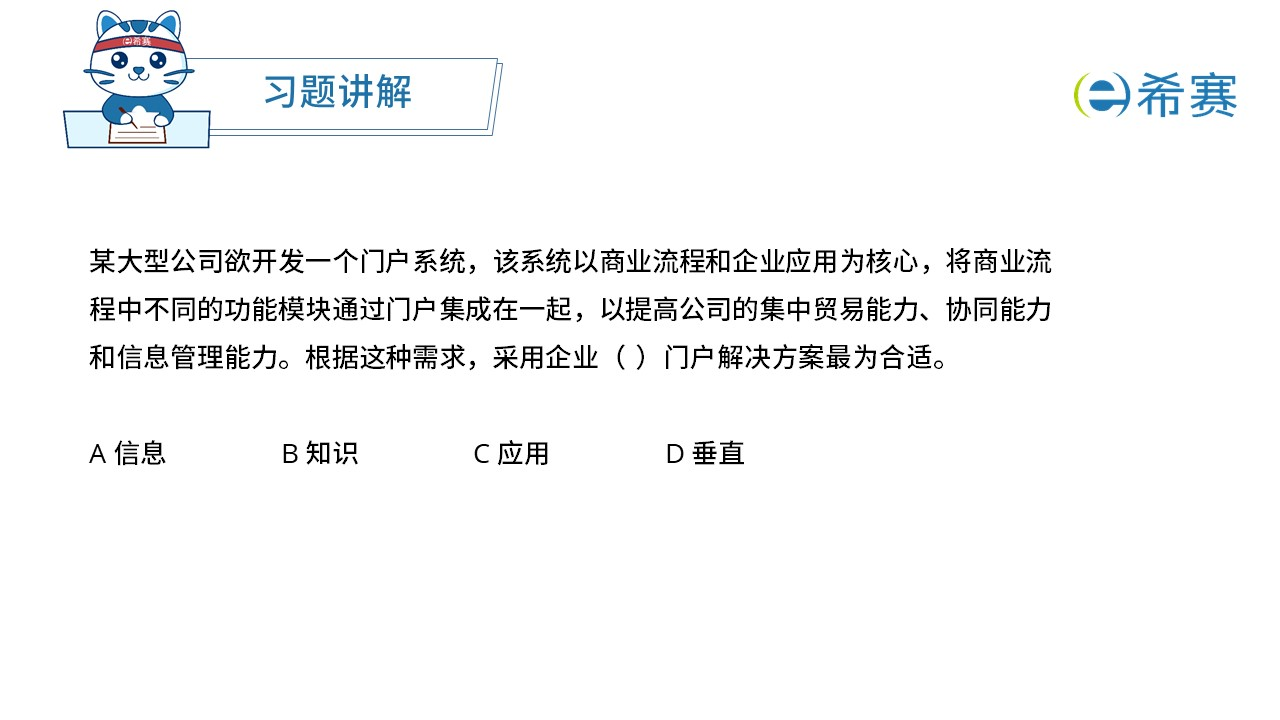 希赛
习题讲解
希赛
某大型公司欲开发一个门户系统，该系统以商业流程和企业应用为核心，将商业流
程中不同的功能模块通过门户集成在一起，以提高公司的集中贸易能力、协同能力
和信息管理能力。根据这种需求，采用企业（ ）门户解决方案最为合适。
A 信息 B 知识 C 应用 D 垂直